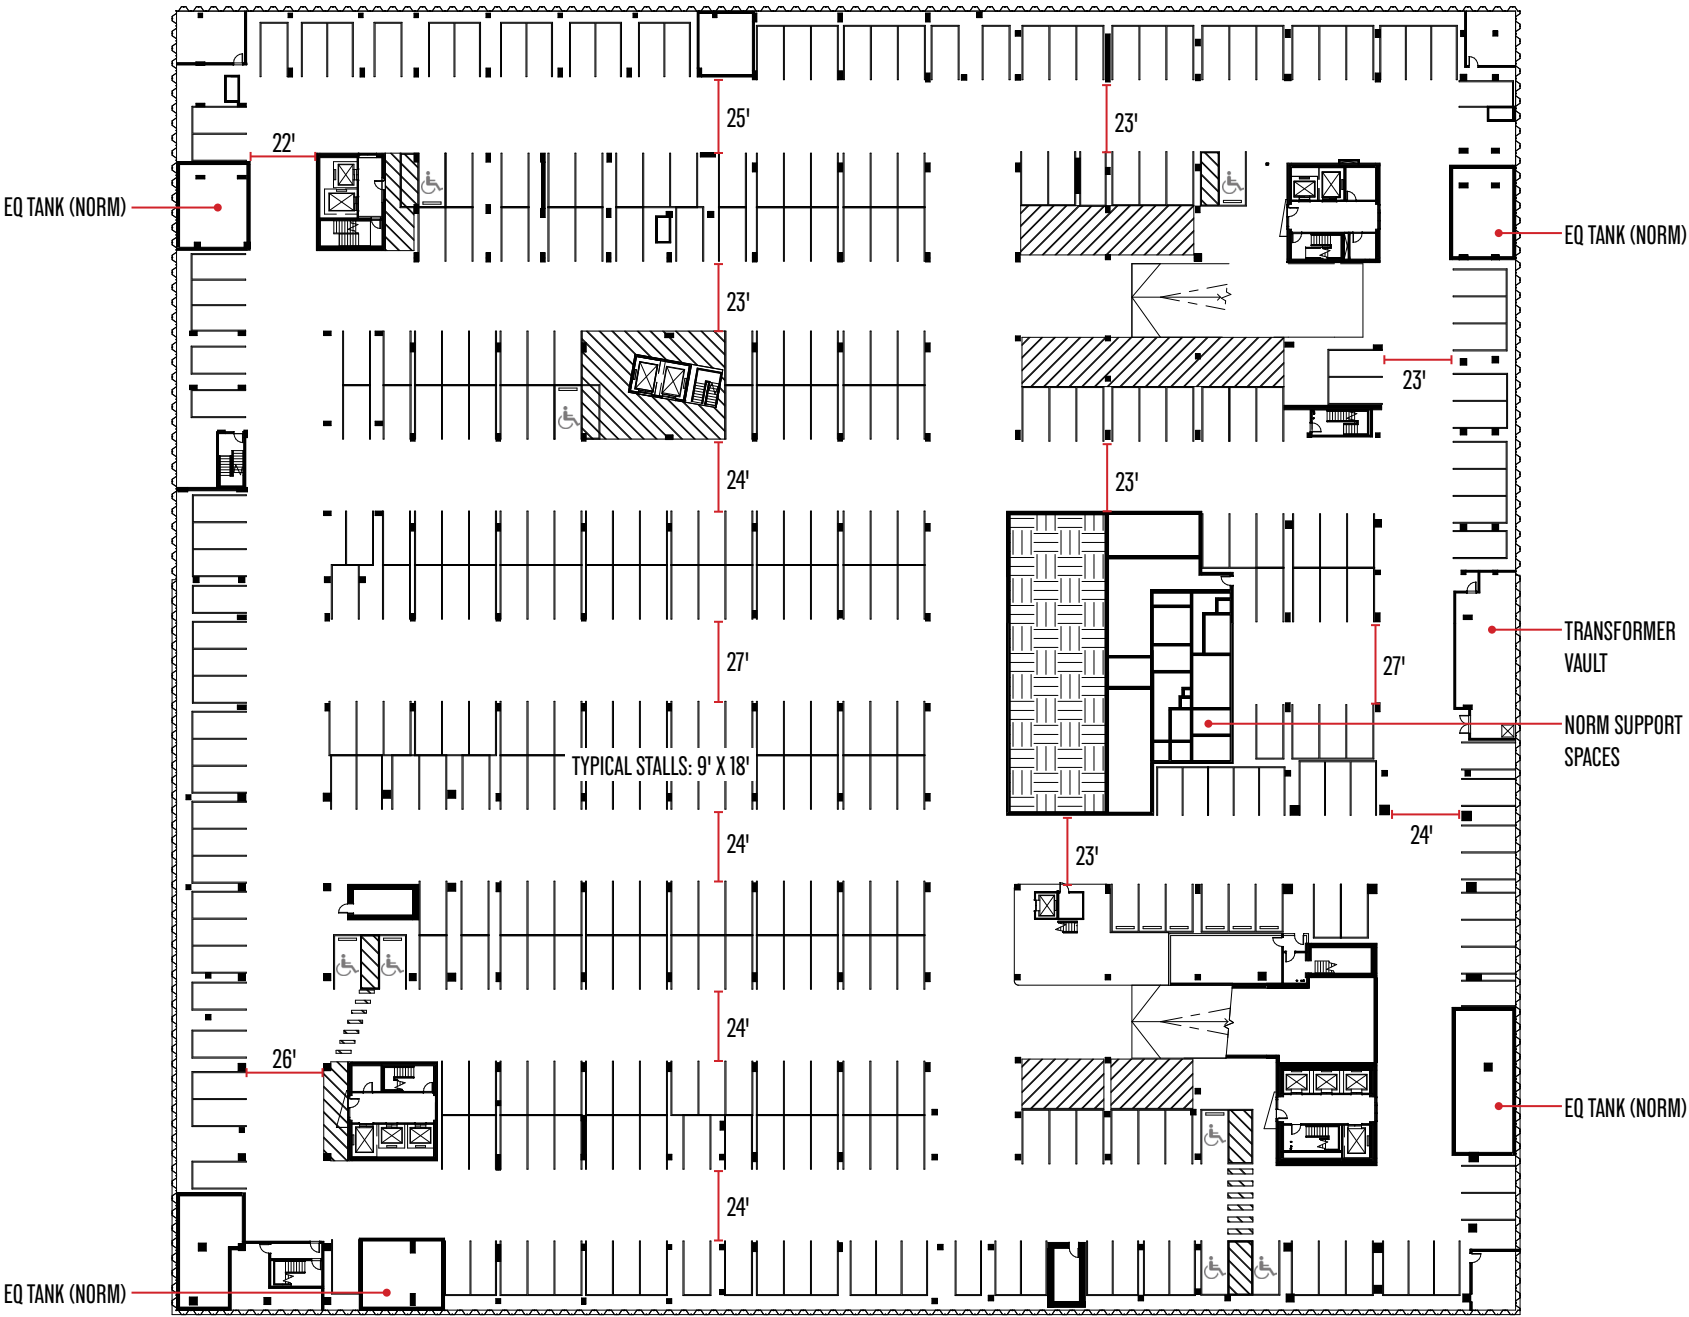 25'
23'
22'
EQ TANK (NORM)
EQ TANK (NORM)
23'
23'
24'
23'
TRANSFORMER
VAULT
27'
27'
NORM SUPPORT
SPACES
TYPICAL STALLS: 9' X 18'
24'
24'
23'
24'
26'
EQ TANK (NORM)
24'
EQ TANK (NORM)